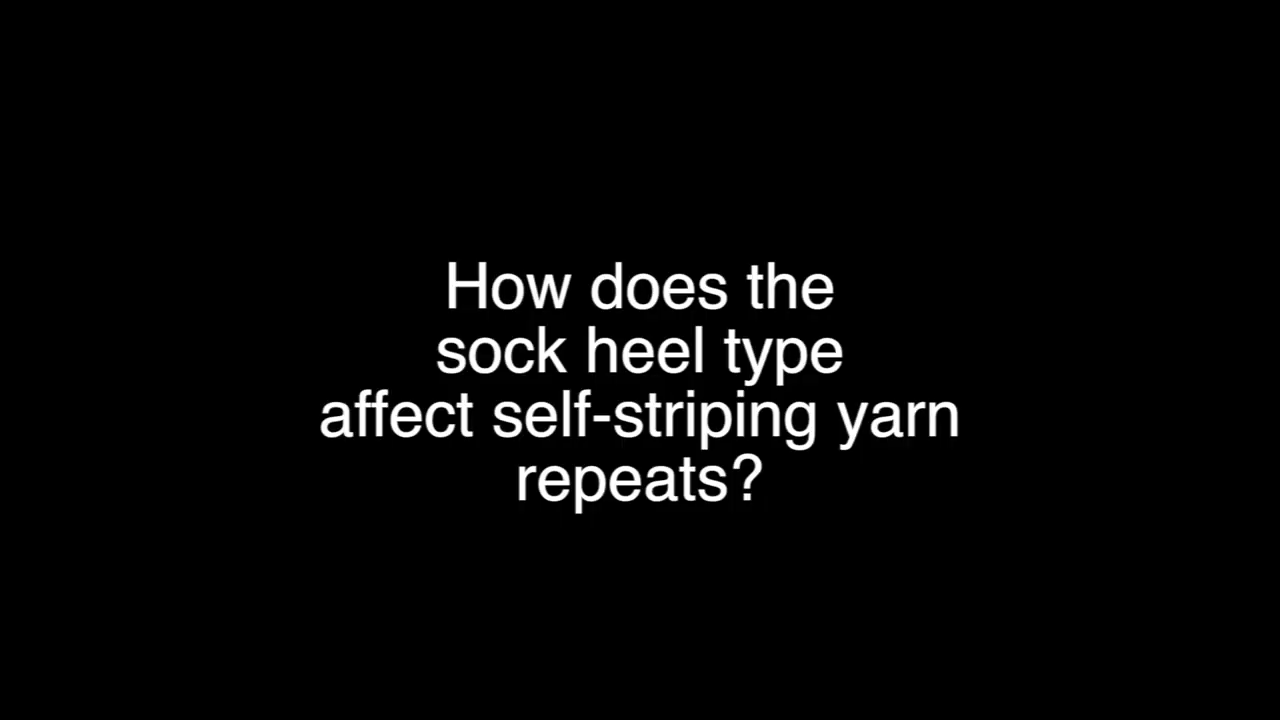 How does the
sock heel type
affect self-striping yarn
repeats?